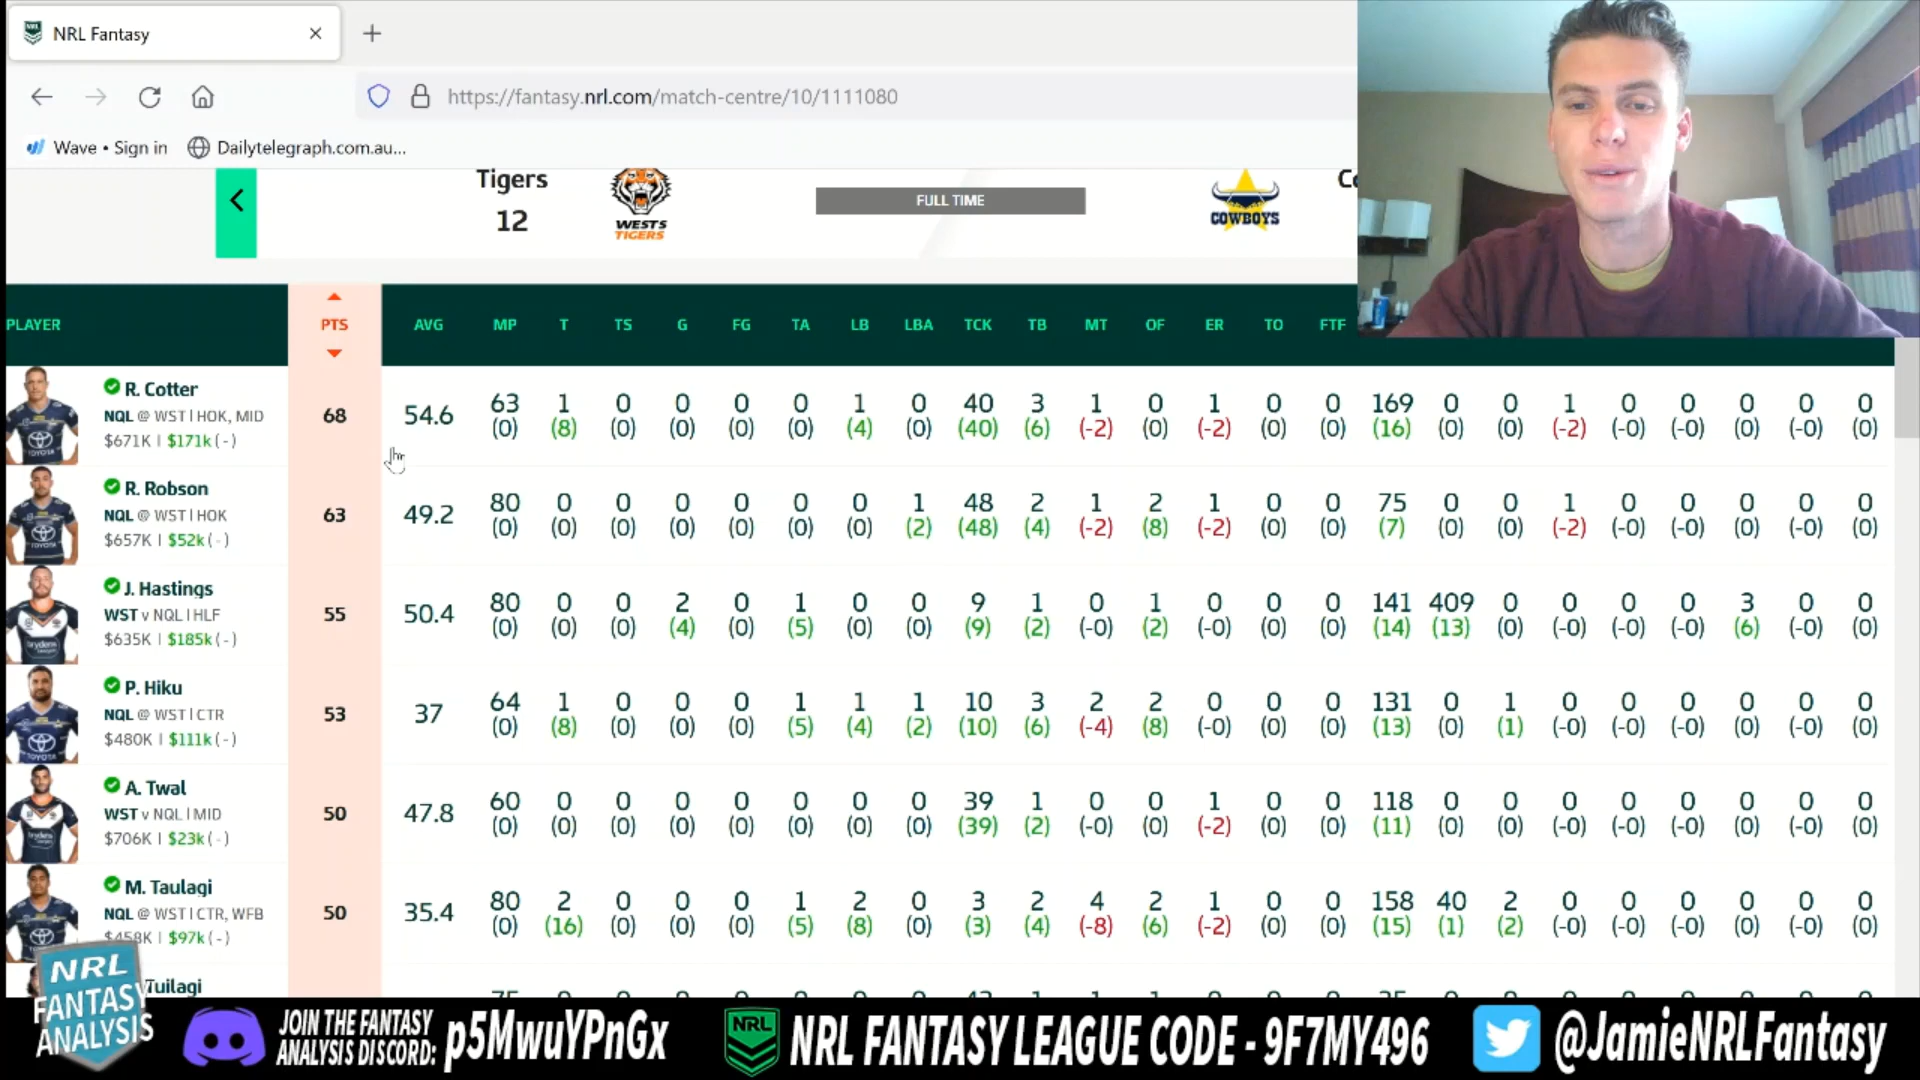 NRL Fantasy
https://fantasy.nrl.com/match-centre/10/1111080
Wave • Sign in Dailytelegraph.com.au...
Tigers
12
WESTS
TIGERS
FULL TIME
COWBOYS
Co
PLAYER PTS AVG MP T TS G FG TA LB LBA TCK TB MT OF ER TO FTF
R. Cotter
NQL @ WST | HOK, MID
$671K | $171k (-)
68 54.6 63 1 0 0 0 0 1 0 40 3 1 0 1 0 0 169 0 0 1 0 0 0 0 0
(0) (8) (0) (0) (0) (0) (4) (0) (40) (6) (-2) (0) (-2) (0) (0) (16) (0) (0) (-2) (-0) (-0) (0) (-0) (0)
R. Robson
NQL @ WST | HOK
$657K | $52k (-)
63 49.2 80 0 0 0 0 0 0 1 48 2 1 2 1 0 0 75 0 0 1 0 0 0 0 0
(0) (0) (0) (0) (0) (0) (0) (2) (48) (4) (-2) (8) (-2) (0) (0) (7) (0) (0) (-2) (-0) (-0) (0) (-0) (0)
J. Hastings
WST v NQL | HLF
$635K | $185k (-)
55 50.4 80 0 0 2 0 1 0 0 9 1 0 1 0 0 0 141 409 0 0 0 0 3 0 0
(0) (0) (0) (4) (0) (5) (0) (0) (9) (2) (-0) (2) (-0) (0) (0) (14) (13) (0) (-0) (-0) (-0) (6) (-0) (0)
P. Hiku
NQL @ WST | CTR
$480K | $111k (-)
53 37 64 1 0 0 0 1 1 1 10 3 2 2 0 0 0 131 0 1 0 0 0 0 0 0
(0) (8) (0) (0) (0) (5) (4) (2) (10) (6) (-4) (8) (-0) (0) (0) (13) (0) (1) (-0) (-0) (-0) (0) (-0) (0)
A. Twal
WST v NQL | MID
$706K | $23k (-)
50 47.8 60 0 0 0 0 0 0 0 39 1 0 0 1 0 0 118 0 0 0 0 0 0 0 0
(0) (0) (0) (0) (0) (0) (0) (0) (39) (2) (-0) (0) (-2) (0) (0) (11) (0) (0) (-0) (-0) (-0) (0) (-0) (0)
M. Taulagi
NQL @ WST | CTR, WFB
$458K | $97k (-)
50 35.4 80 2 0 0 0 1 2 0 3 2 4 2 1 0 0 158 40 2 0 0 0 0 0 0
(0) (16) (0) (0) (0) (5) (8) (0) (3) (4) (-8) (6) (-2) (0) (0) (15) (1) (2) (-0) (-0) (-0) (0) (-0) (0)
Tuilagi
NRL
FANTASY
ANALYSIS
JOIN THE FANTASY
ANALYSIS DISCORD: p5MwuYPnGx
NRL
NRL FANTASY LEAGUE CODE - 9F7MY496
@JamieNRLFantasy